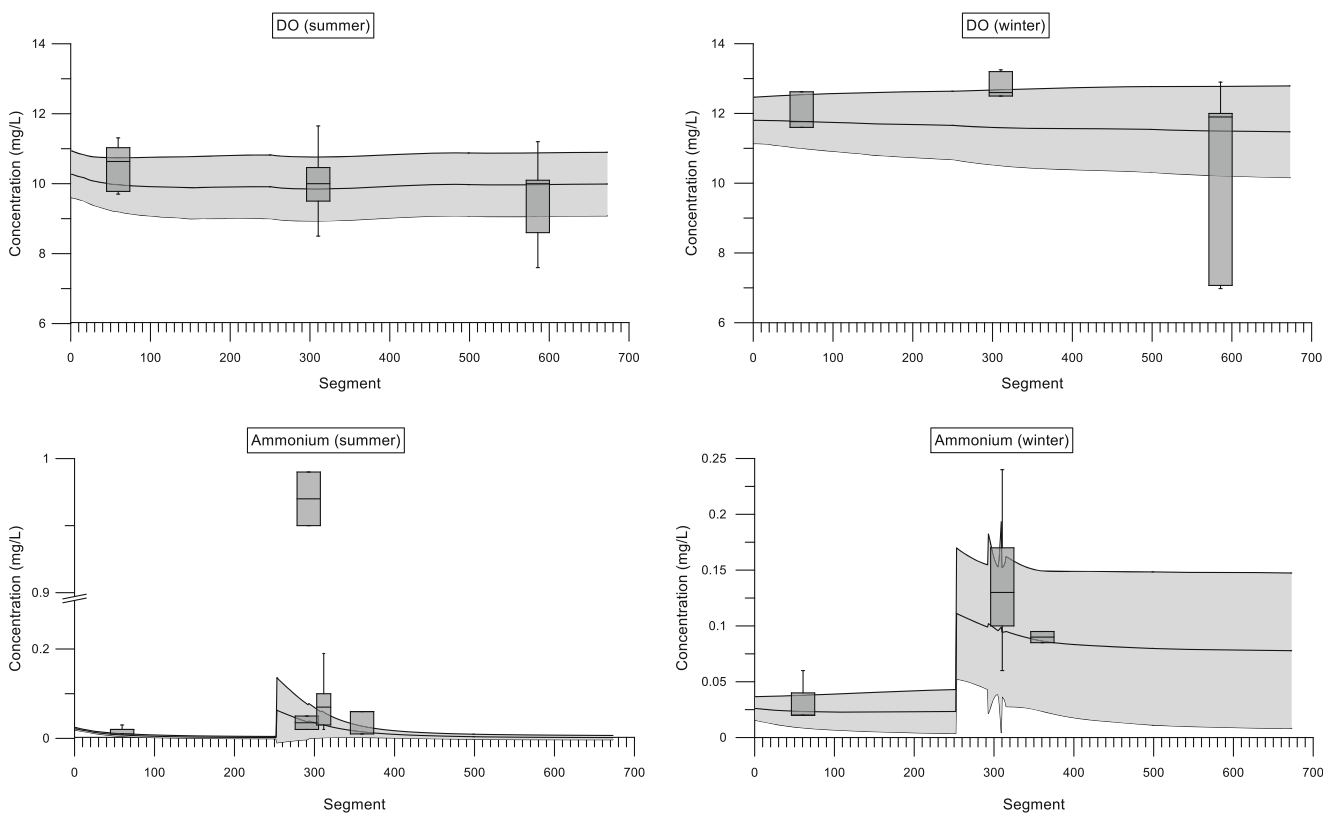 DO (summer)
14
12
10
8
6
Concentration (mg/L)
0 100 200 300 400 500 600 700
Segment
DO (winter)
14
12
10
8
6
Concentration (mg/L)
0 100 200 300 400 500 600 700
Segment
Ammonium (summer)
1
0.9
0.2
0
Concentration (mg/L)
0 100 200 300 400 500 600 700
Segment
Ammonium (winter)
0.25
0.2
0.15
0.1
0.05
0
Concentration (mg/L)
0 100 200 300 400 500 600 700
Segment